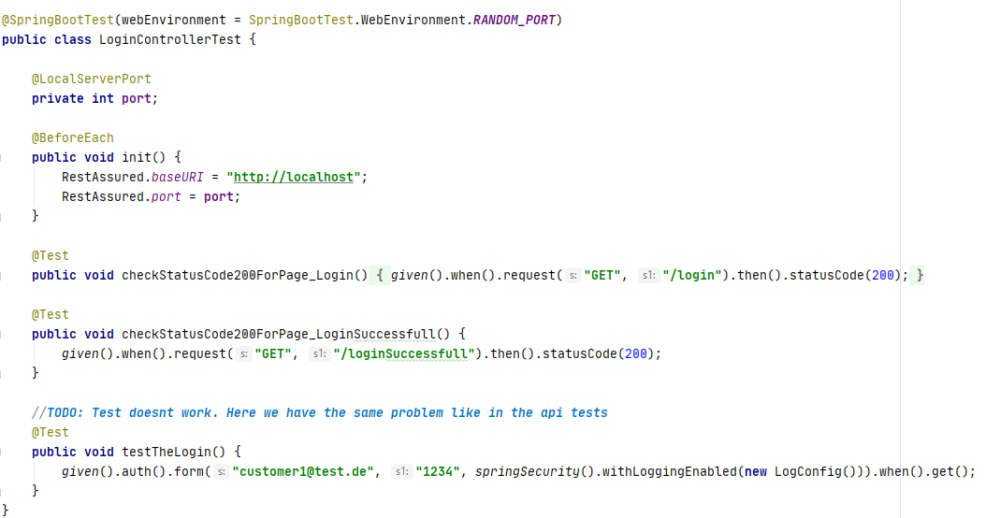 @SpringBootTest(webEnvironment = SpringBootTest.WebEnvironment.RANDOM_PORT)
public class LoginControllerTest {
@LocalServerPort
private int port;
@BeforeEach
public void init() {
RestAssured.baseURI = "http://localhost";
RestAssured.port = port;
}
@Test
public void checkStatusCode200ForPage_Login() { given().when().request( s: "GET", s1: "/login").then().statusCode(200); }
@Test
public void checkStatusCode200ForPage_LoginSuccessfull() {
given().when().request( s: "GET", s1: "/loginSuccessfull").then().statusCode(200);
}
//TODO: Test doesnt work. Here we have the same problem like in the api tests
@Test
public void testTheLogin() {
given().auth().form( s: "customer1@test.de", s1: "1234", springSecurity().withLoggingEnabled(new LogConfig())).when().get();
}
}